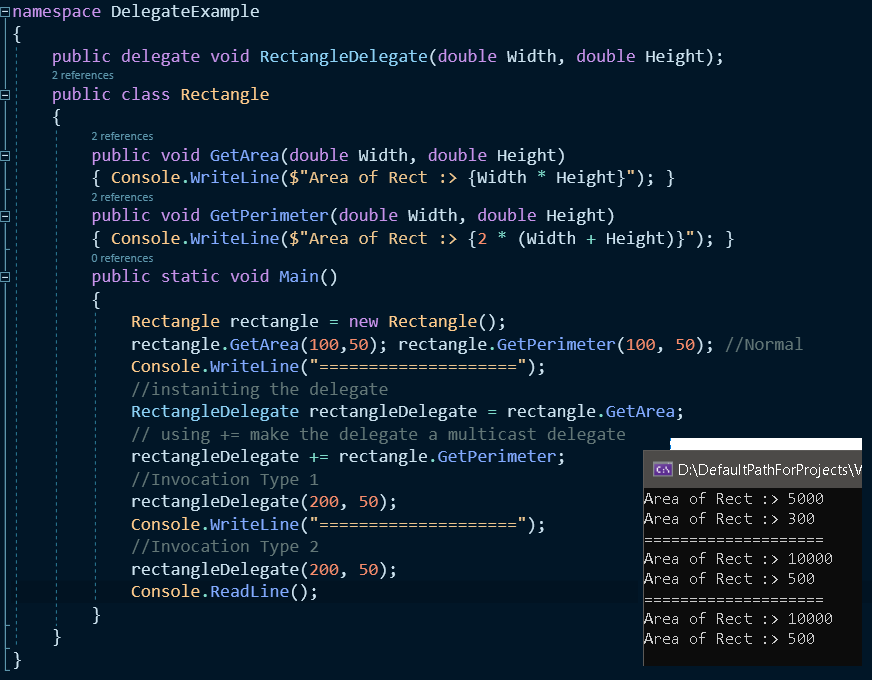 namespace DelegateExample
{
public delegate void RectangleDelegate(double Width, double Height);
2 references
public class Rectangle
{
2 references
public void GetArea(double Width, double Height)
{ Console.WriteLine($"Area of Rect :> {Width * Height}"); }
2 references
public void GetPerimeter(double Width, double Height)
{ Console.WriteLine($"Area of Rect :> {2 * (Width + Height)}"); }
0 references
public static void Main()
{
Rectangle rectangle = new Rectangle();
rectangle.GetArea(100,50); rectangle.GetPerimeter(100, 50); //Normal
Console.WriteLine("====================");
//instaniting the delegate
RectangleDelegate rectangleDelegate = rectangle.GetArea;
// using += make the delegate a multicast delegate
rectangleDelegate += rectangle.GetPerimeter;
//Invocation Type 1
rectangleDelegate(200, 50);
Console.WriteLine("====================");
//Invocation Type 2
rectangleDelegate(200, 50);
Console.ReadLine();
}
}
}
D:\DefaultPathForProjects\V
Area of Rect :> 5000
Area of Rect :> 300
====================
Area of Rect :> 10000
Area of Rect :> 500
====================
Area of Rect :> 10000
Area of Rect :> 500